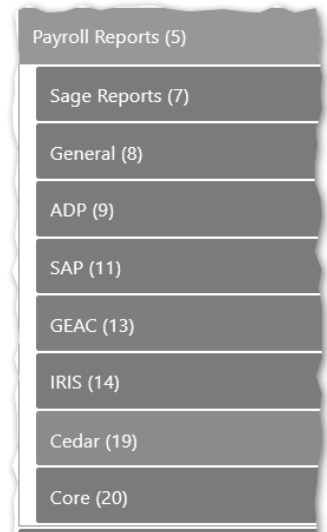 Payroll Reports (5)
Sage Reports (7)
General (8)
ADP (9)
SAP (11)
GEAC (13)
IRIS (14)
Cedar (19)
Core (20)